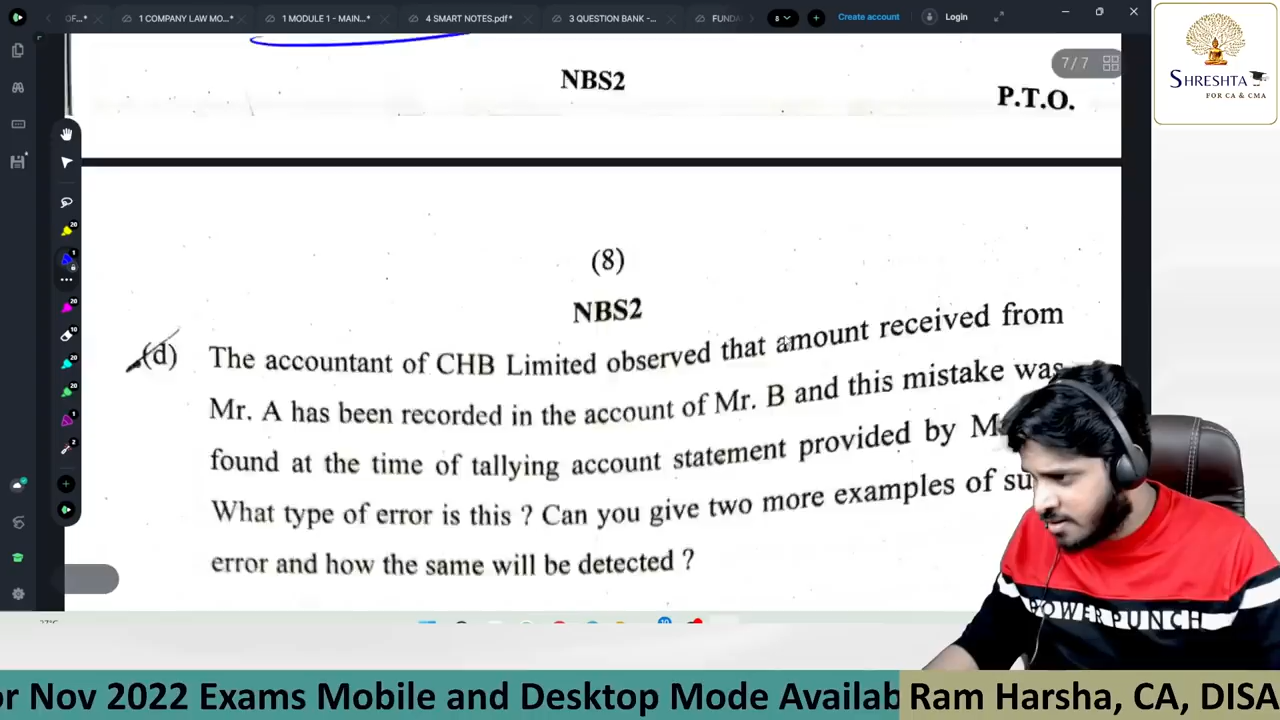 OF...*
1 COMPANY LAW MO...*
1 MODULE 1 - MAIN...*
4 SMART NOTES.pdf*
3 QUESTION BANK -...*
FUND
8
Create account
Login
SHRESHTA
FOR CA & CMA
7/7
NBS2
P.T.O.
(8)
NBS2
(d) The accountant of CHB Limited observed that amount received from
Mr. A has been recorded in the account of Mr. B and this mistake was
found at the time of tallying account statement provided by M
What type of error is this ? Can you give two more examples of su
error and how the same will be detected ?
POWER PUNCH
or Nov 2022 Exams Mobile and Desktop Mode Availab
Ram Harsha, CA, DISA